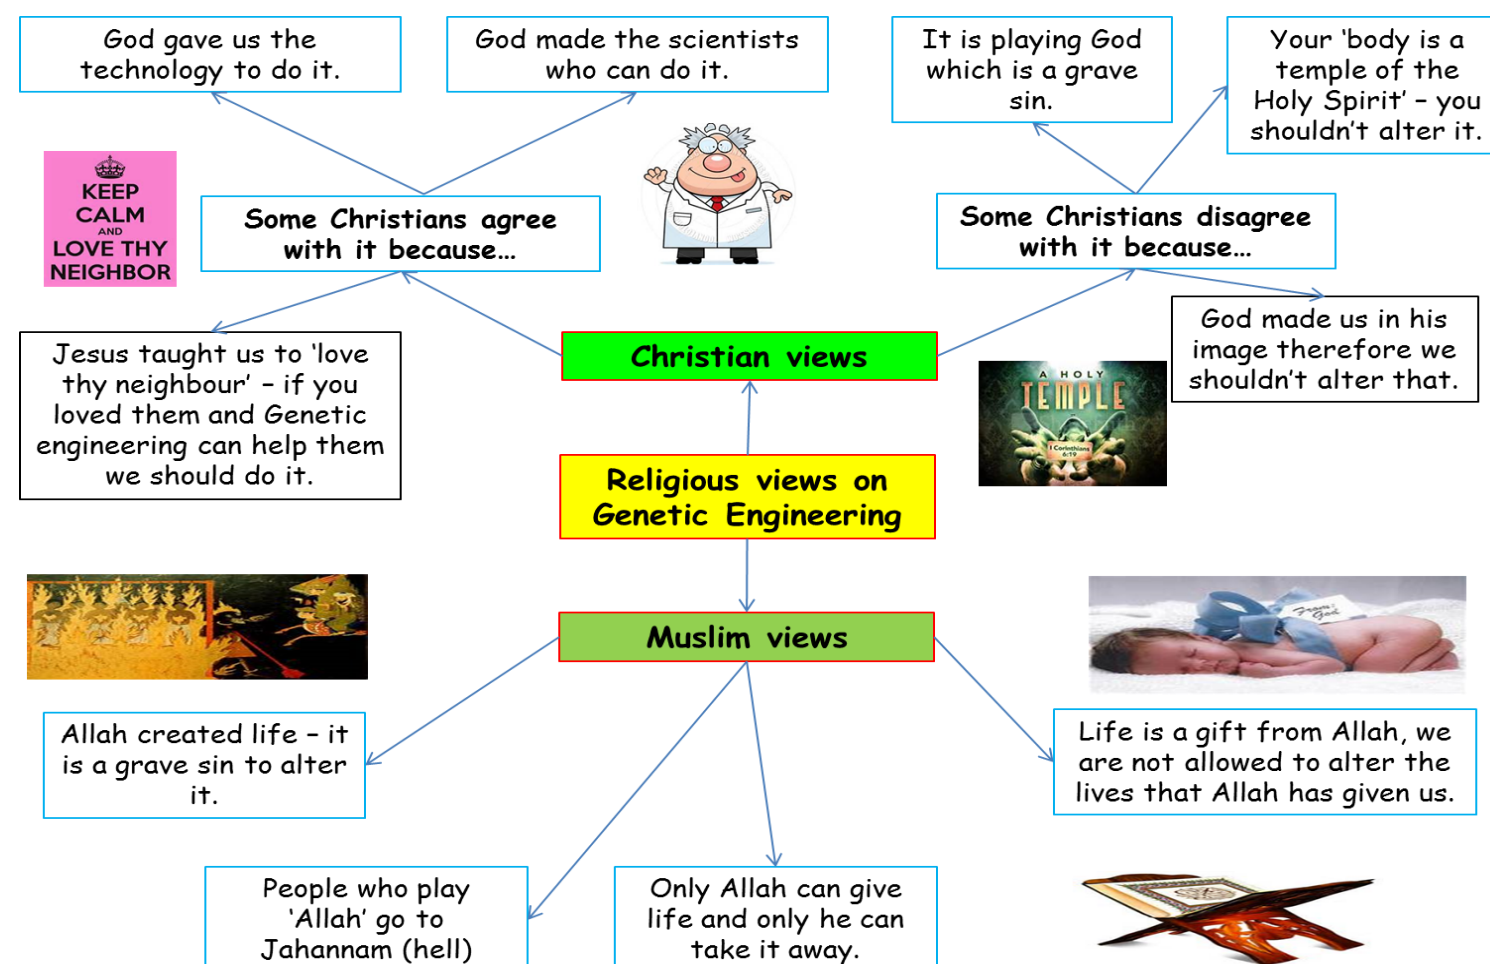 God gave us the
technology to do it.
God made the scientists
who can do it.
It is playing God
which is a grave
sin.
Your ‘body is a
temple of the
Holy Spirit’ – you
shouldn’t alter it.
KEEP
CALM
AND
LOVE THY
NEIGHBOR
Some Christians agree
with it because…
Some Christians disagree
with it because…
Jesus taught us to ‘love
thy neighbour’ – if you
loved them and Genetic
engineering can help them
we should do it.
Christian views
God made us in his
image therefore we
shouldn’t alter that.
A HOLY
TEMPLE
1 Corinthians
6:19
Religious views on
Genetic Engineering
Muslim views
From:
God
Allah created life – it
is a grave sin to alter
it.
Life is a gift from Allah, we
are not allowed to alter the
lives that Allah has given us.
People who play
‘Allah’ go to
Jahannam (hell)
Only Allah can give
life and only he can
take it away.